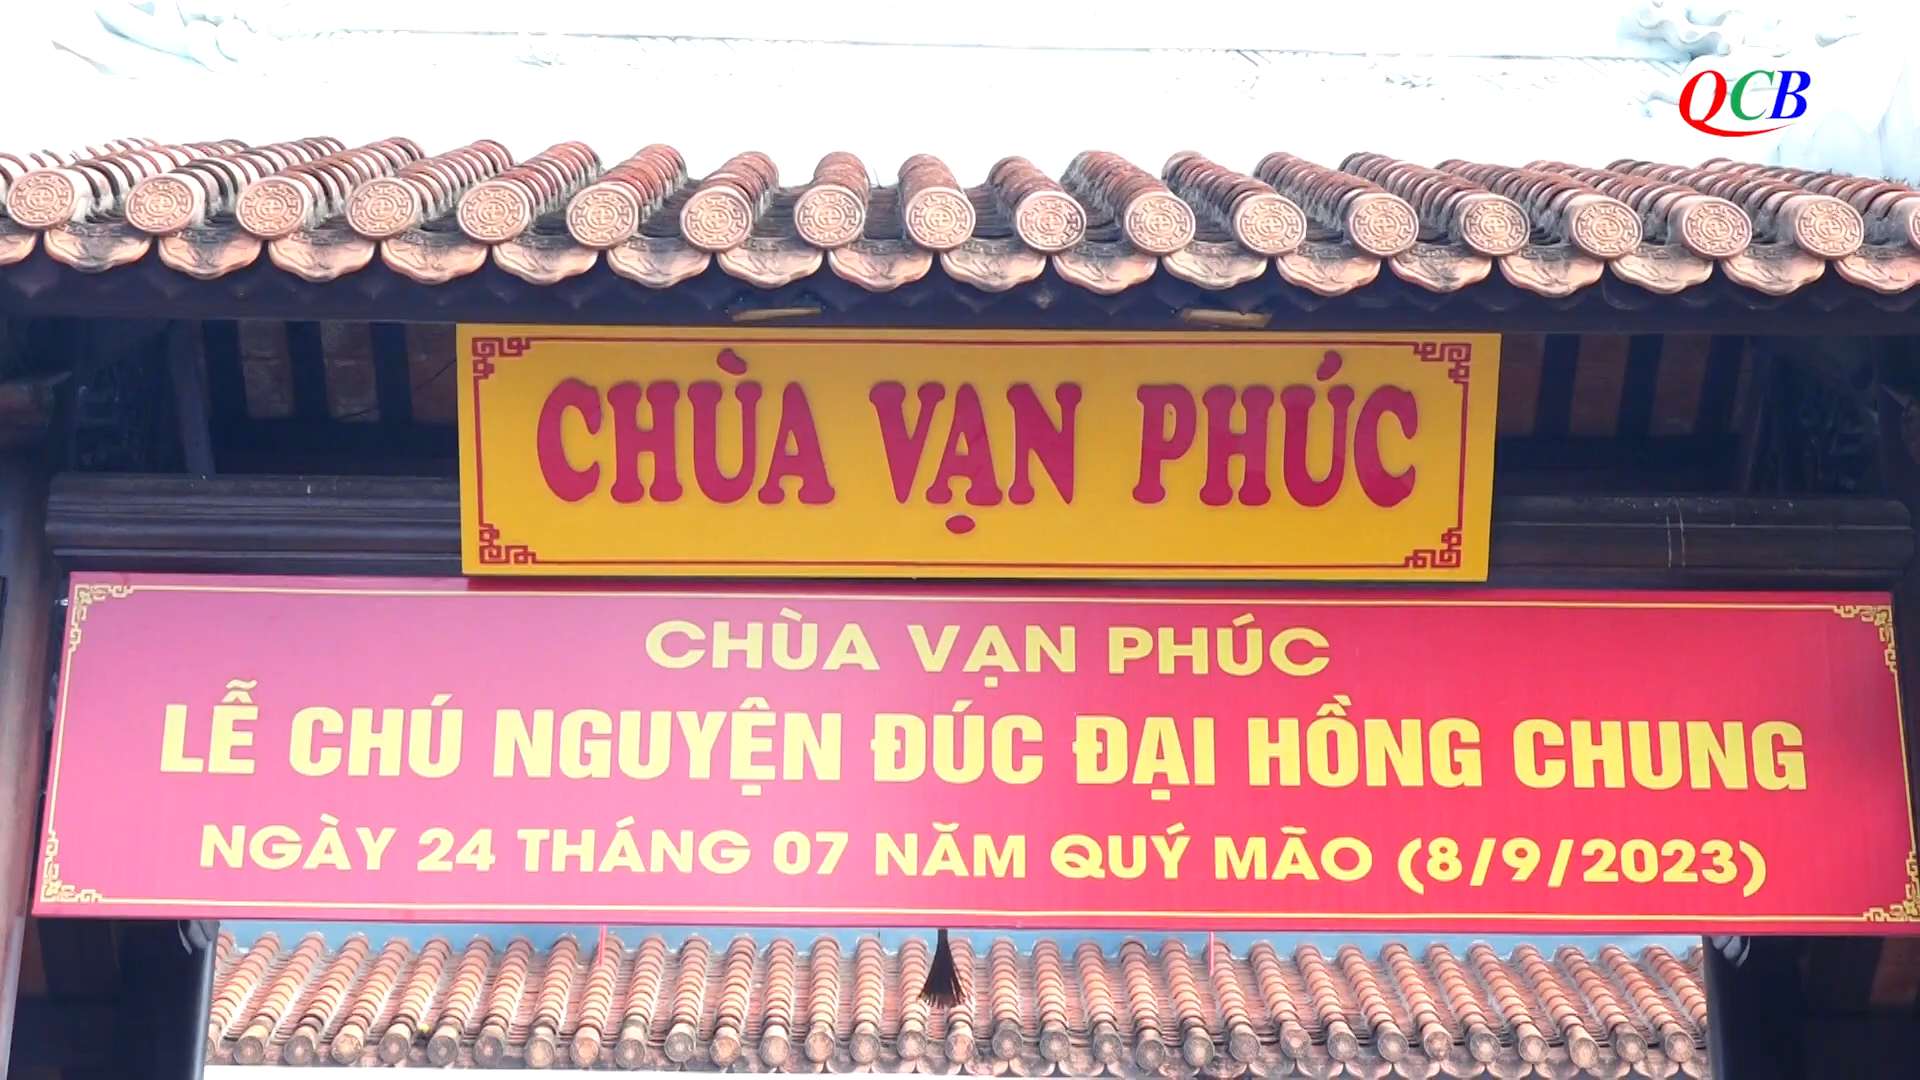 QCB
CHÙA VẠN PHÚC
CHÙA VẠN PHÚC
LỄ CHÚ NGUYỆN ĐÚC ĐẠI HỒNG CHUNG
NGÀY 24 THÁNG 07 NĂM QUÝ MÃO (8/9/2023)